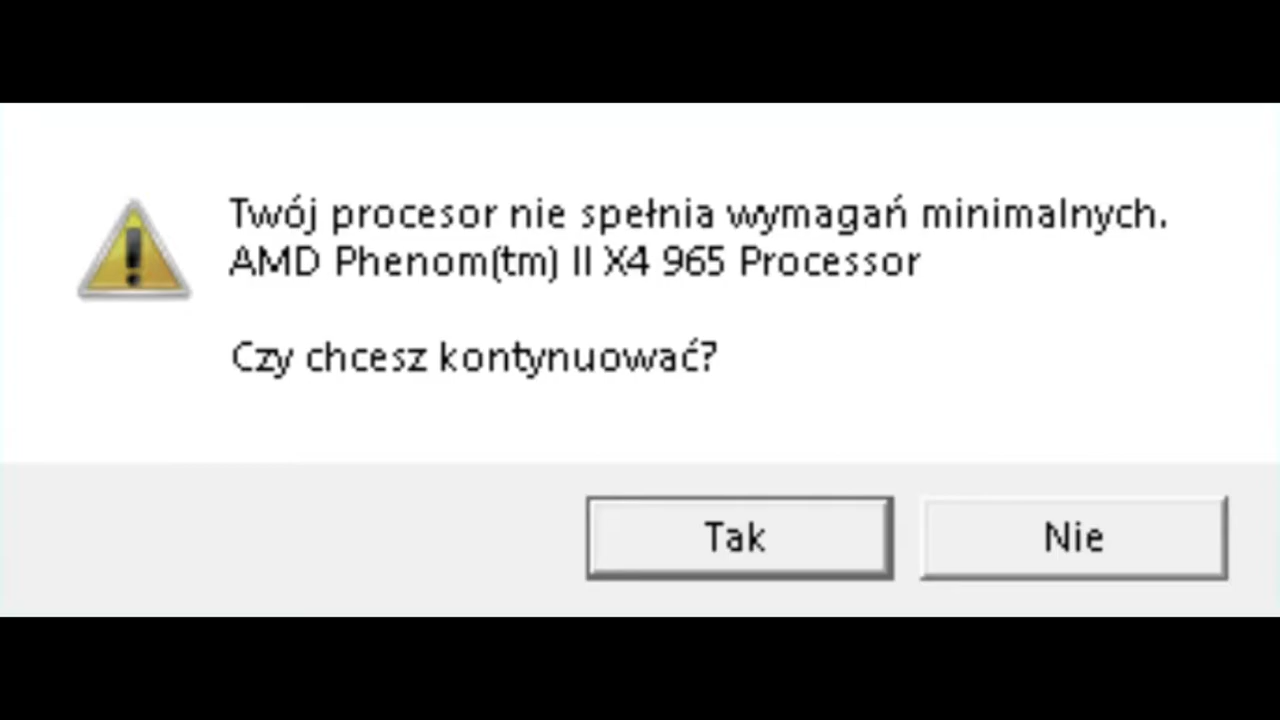 Twój procesor nie spełnia wymagań minimalnych.
AMD Phenom(tm) II X4 965 Processor
Czy chcesz kontynuować?
Tak
Nie